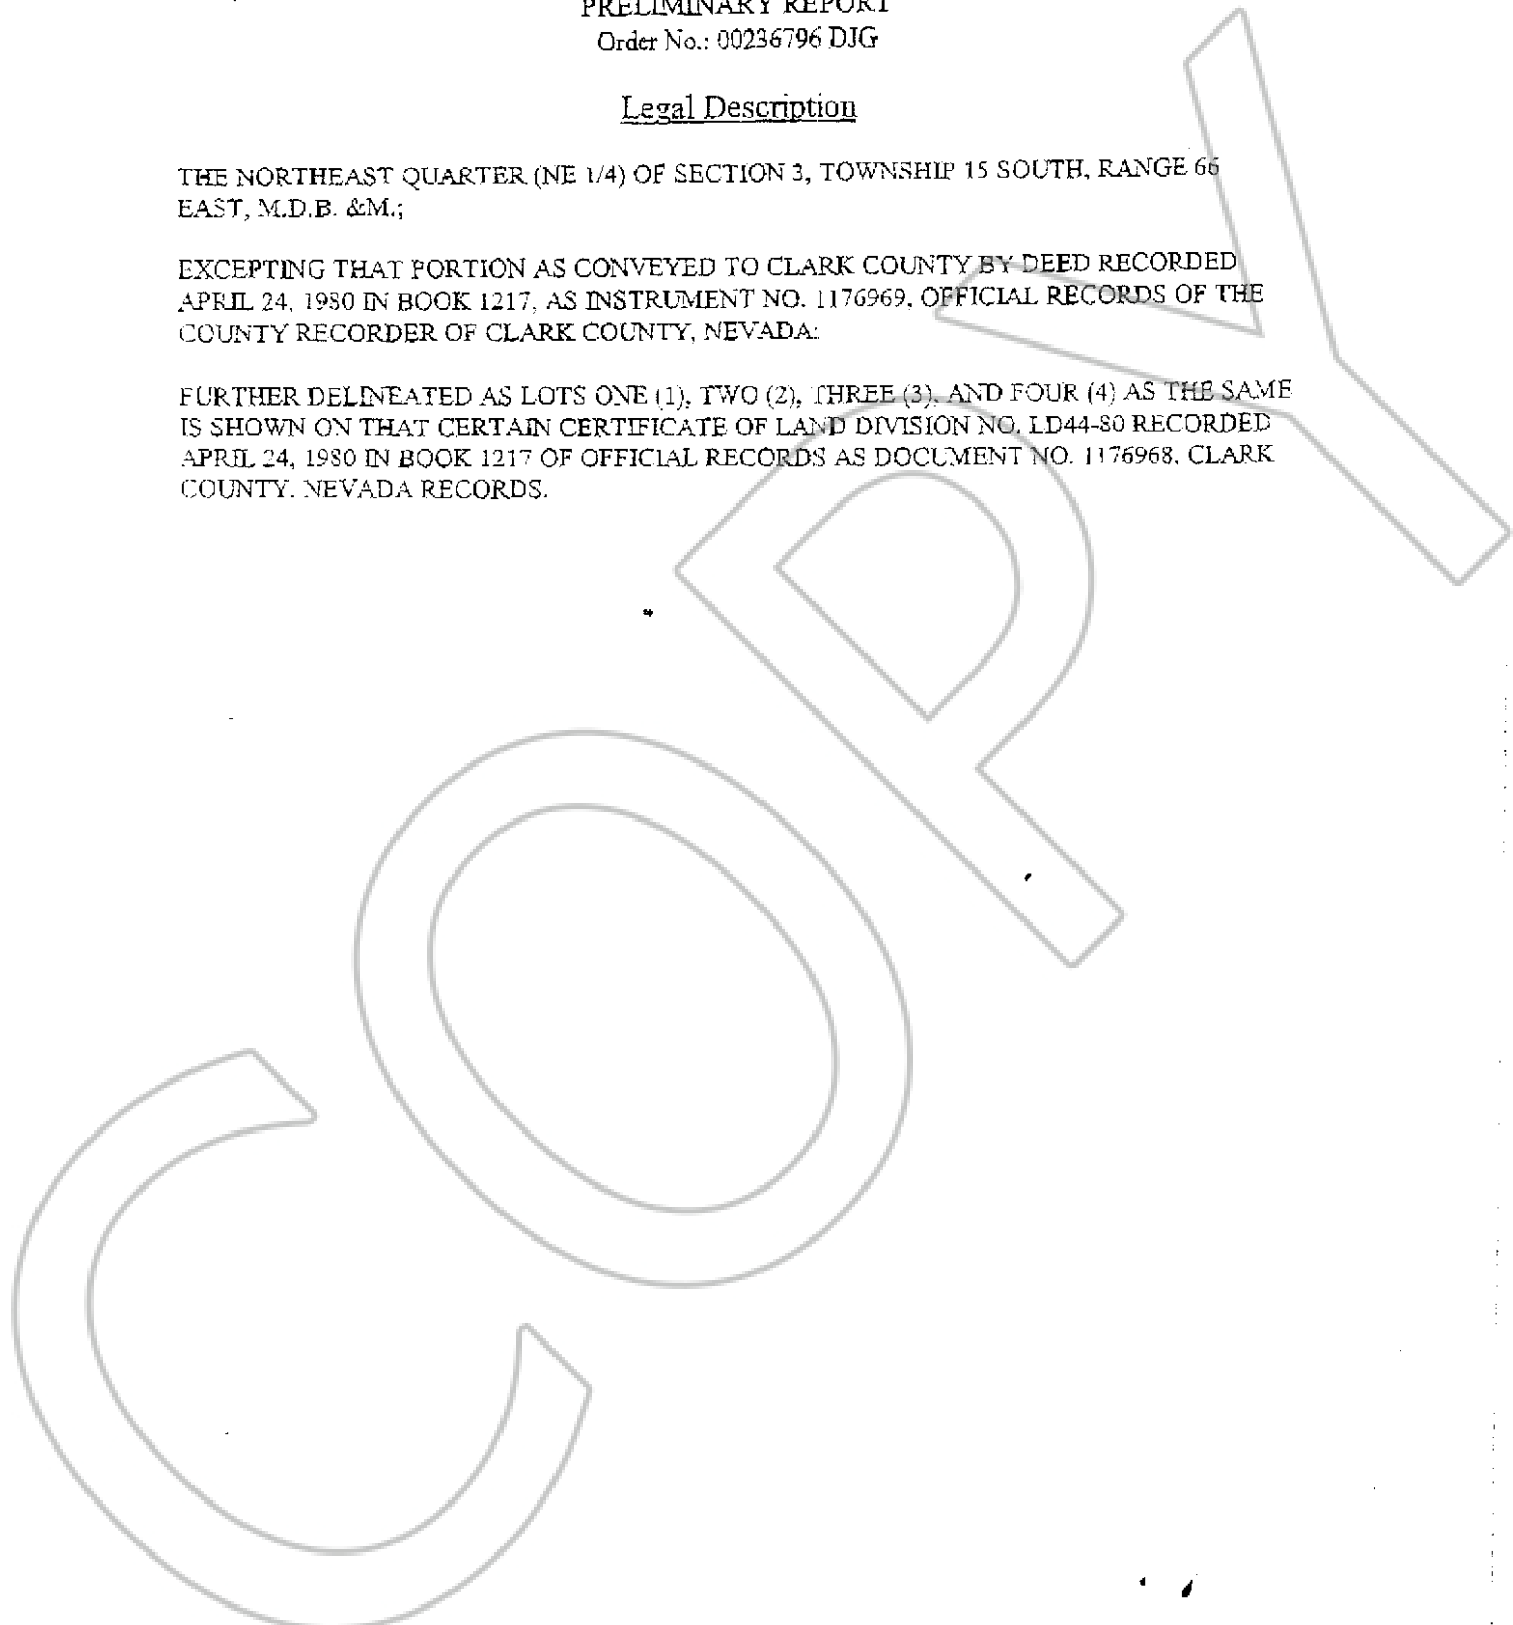 PRELIMINARY REPORT
Order No.: 00236796 DJG
Legal Description
THE NORTHEAST QUARTER (NE 1/4) OF SECTION 3, TOWNSHIP 15 SOUTH, RANGE 66
EAST, M.D.B. &M.;
EXCEPTING THAT PORTION AS CONVEYED TO CLARK COUNTY BY DEED RECORDED
APRIL 24, 1980 IN BOOK 1217, AS INSTRUMENT NO. 1176969, OFFICIAL RECORDS OF THE
COUNTY RECORDER OF CLARK COUNTY, NEVADA:
FURTHER DELINEATED AS LOTS ONE (1), TWO (2), THREE (3), AND FOUR (4) AS THE SAME
IS SHOWN ON THAT CERTAIN CERTIFICATE OF LAND DIVISION NO. LD44-80 RECORDED
APRIL 24, 1980 IN BOOK 1217 OF OFFICIAL RECORDS AS DOCUMENT NO. 1176968, CLARK
COUNTY. NEVADA RECORDS.
COPY